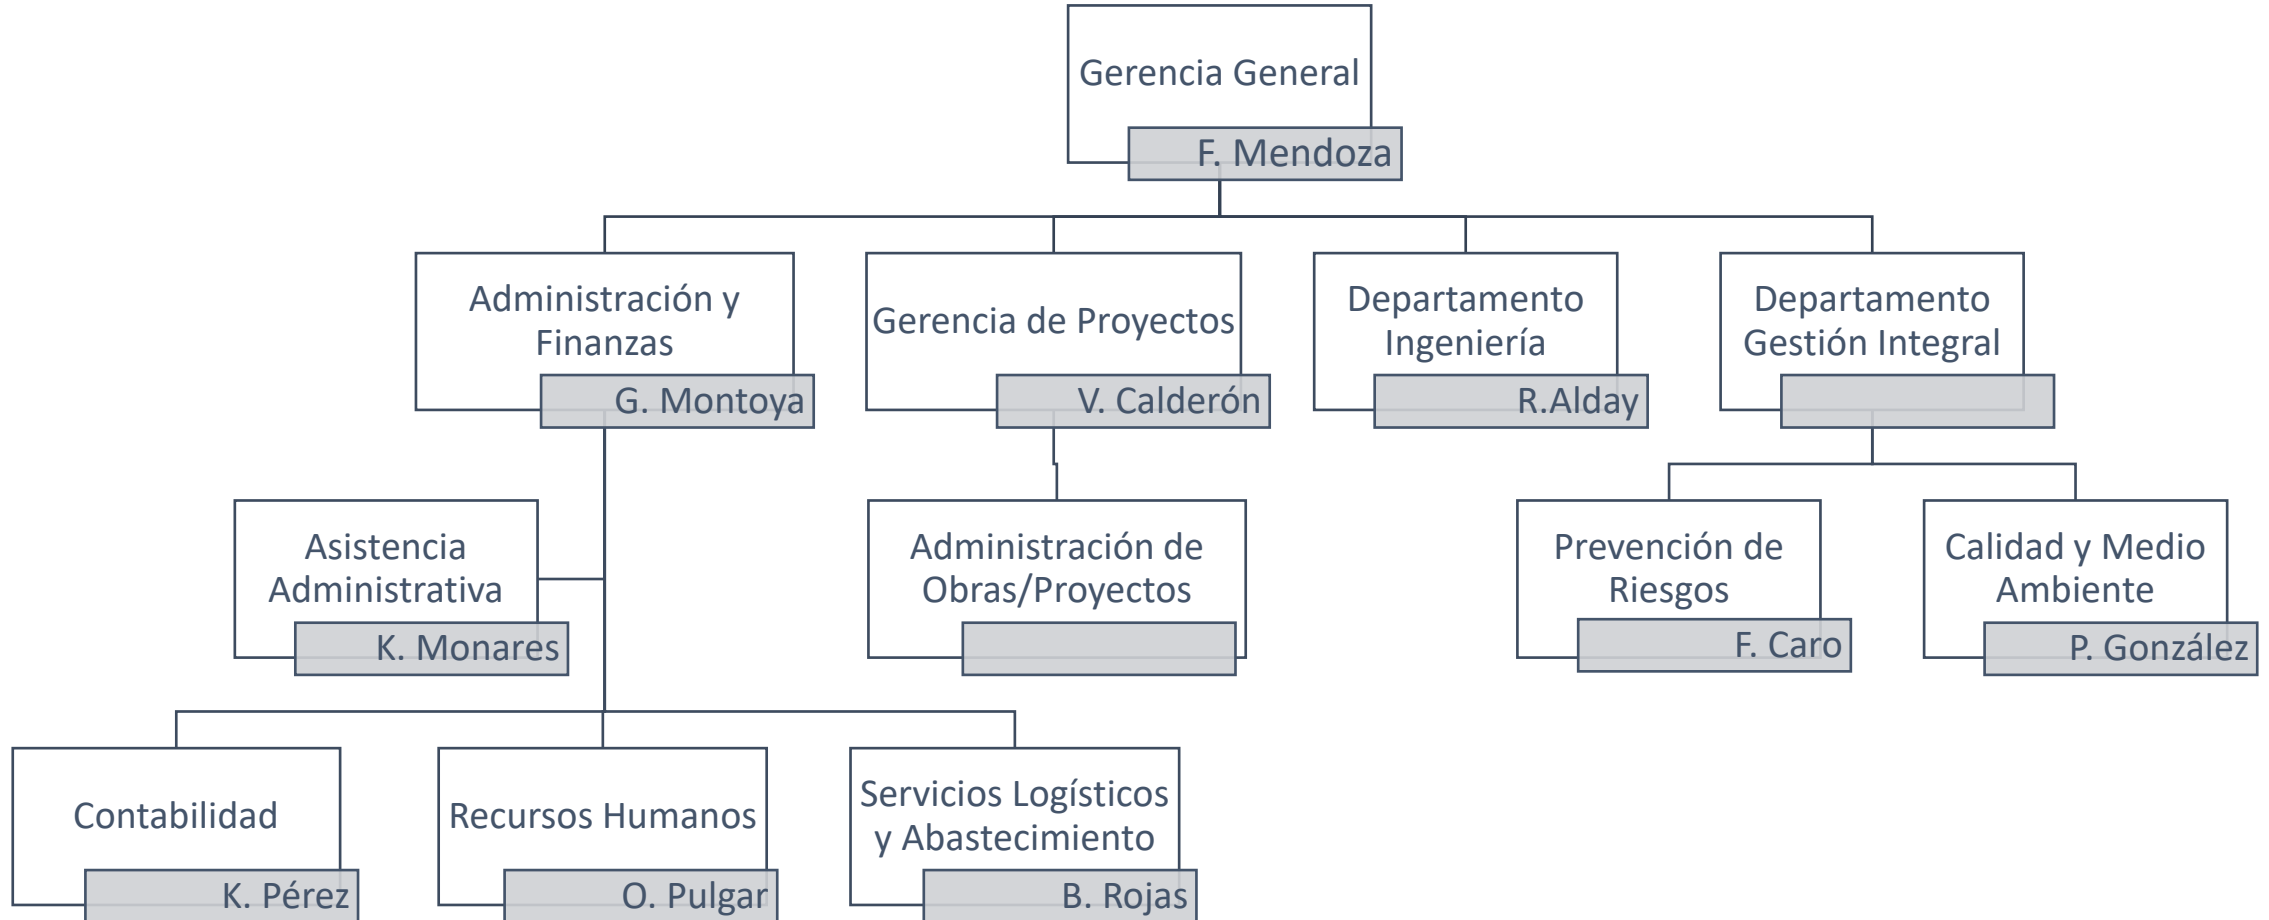 Gerencia General
F. Mendoza
Administración y
Finanzas
G. Montoya
Gerencia de Proyectos
V. Calderón
Departamento
Ingeniería
R.Alday
Departamento
Gestión Integral
Asistencia
Administrativa
K. Monares
Administración de
Obras/Proyectos
Prevención de
Riesgos
F. Caro
Calidad y Medio
Ambiente
P. González
Contabilidad
K. Pérez
Recursos Humanos
O. Pulgar
Servicios Logísticos
y Abastecimiento
B. Rojas